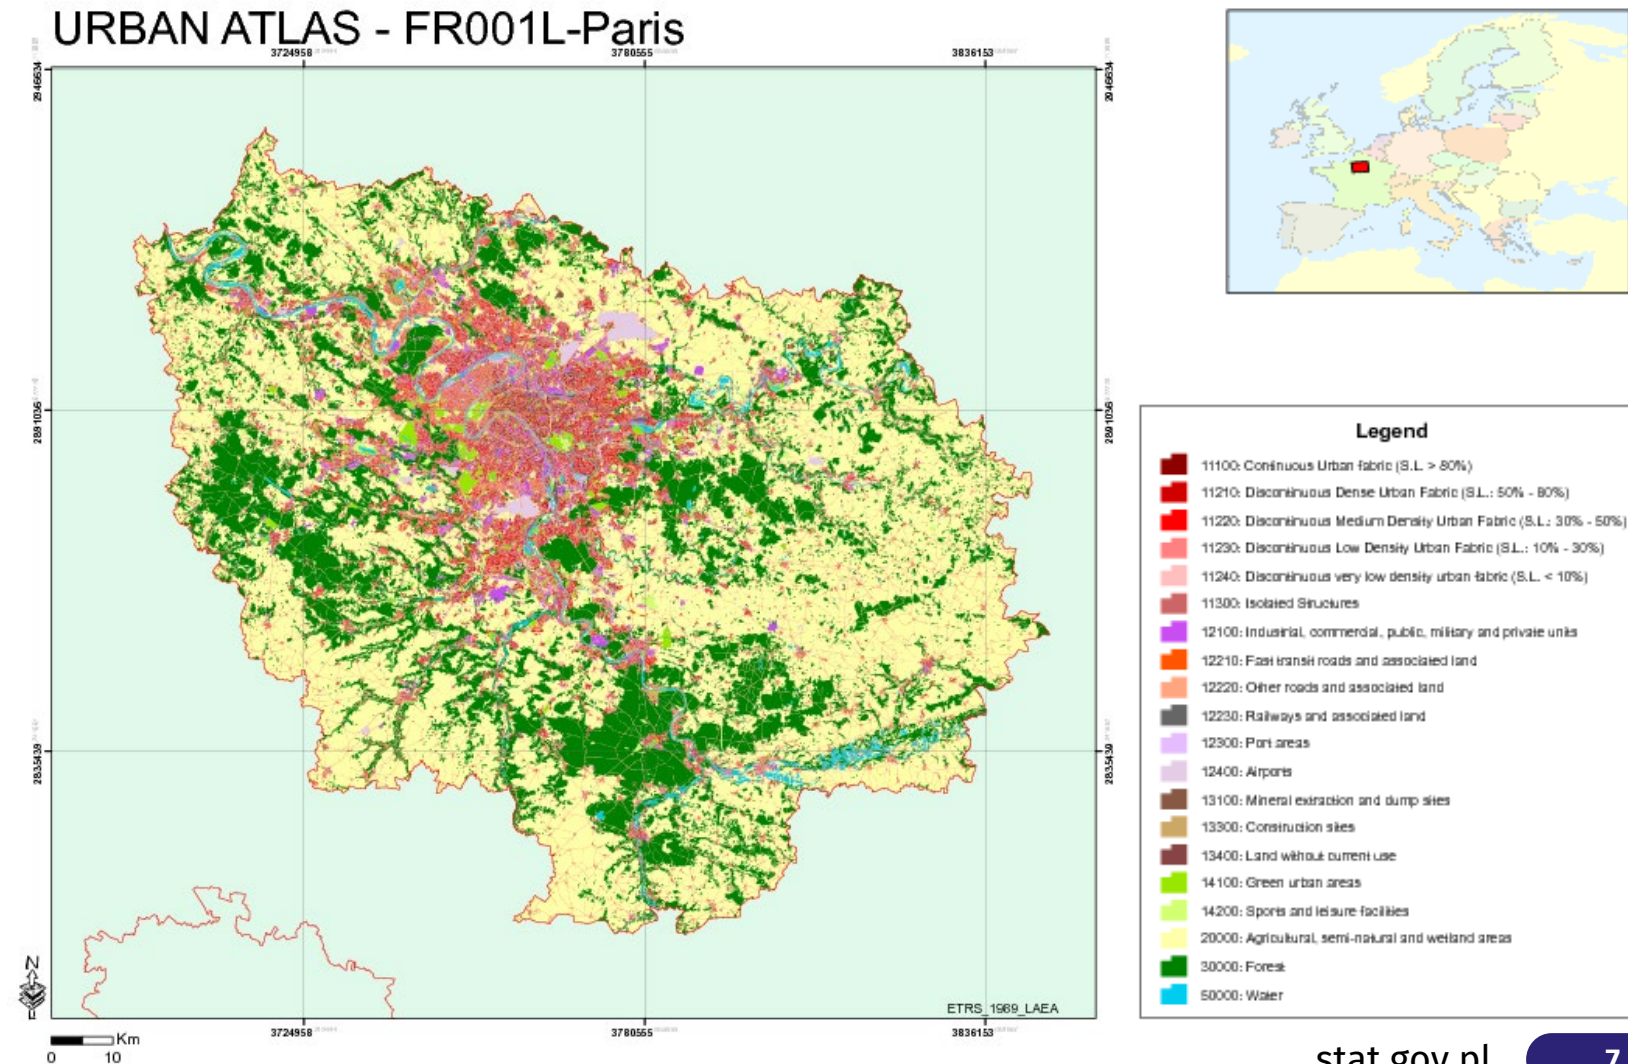 URBAN ATLAS - FR001L-Paris
3724958 3780555 3836153
2946634 2946634
2891036 2891036
2835439 2835439
Legend
11100: Continuous Urban fabric (S.L. > 80%)
11210: Discontinuous Dense Urban Fabric (S.L.: 50% - 80%)
11220: Discontinuous Medium Density Urban Fabric (S.L.: 30% - 50%)
11230: Discontinuous Low Density Urban Fabric (S.L.: 10% - 30%)
11240: Discontinuous very low density urban fabric (S.L. < 10%)
11300: Isolated Structures
12100: Industrial, commercial, public, military and private units
12210: Fast transit roads and associated land
12220: Other roads and associated land
12230: Railways and associated land
12300: Port areas
12400: Airports
13100: Mineral extraction and dump sites
13300: Construction sites
13400: Land without current use
14100: Green urban areas
14200: Sports and leisure facilities
20000: Agricultural, semi-natural and wetland areas
30000: Forest
50000: Water
N
ETRS_1989_LAEA
3724958 3780555 3836153
Km
0 10
stat.gov.pl 7